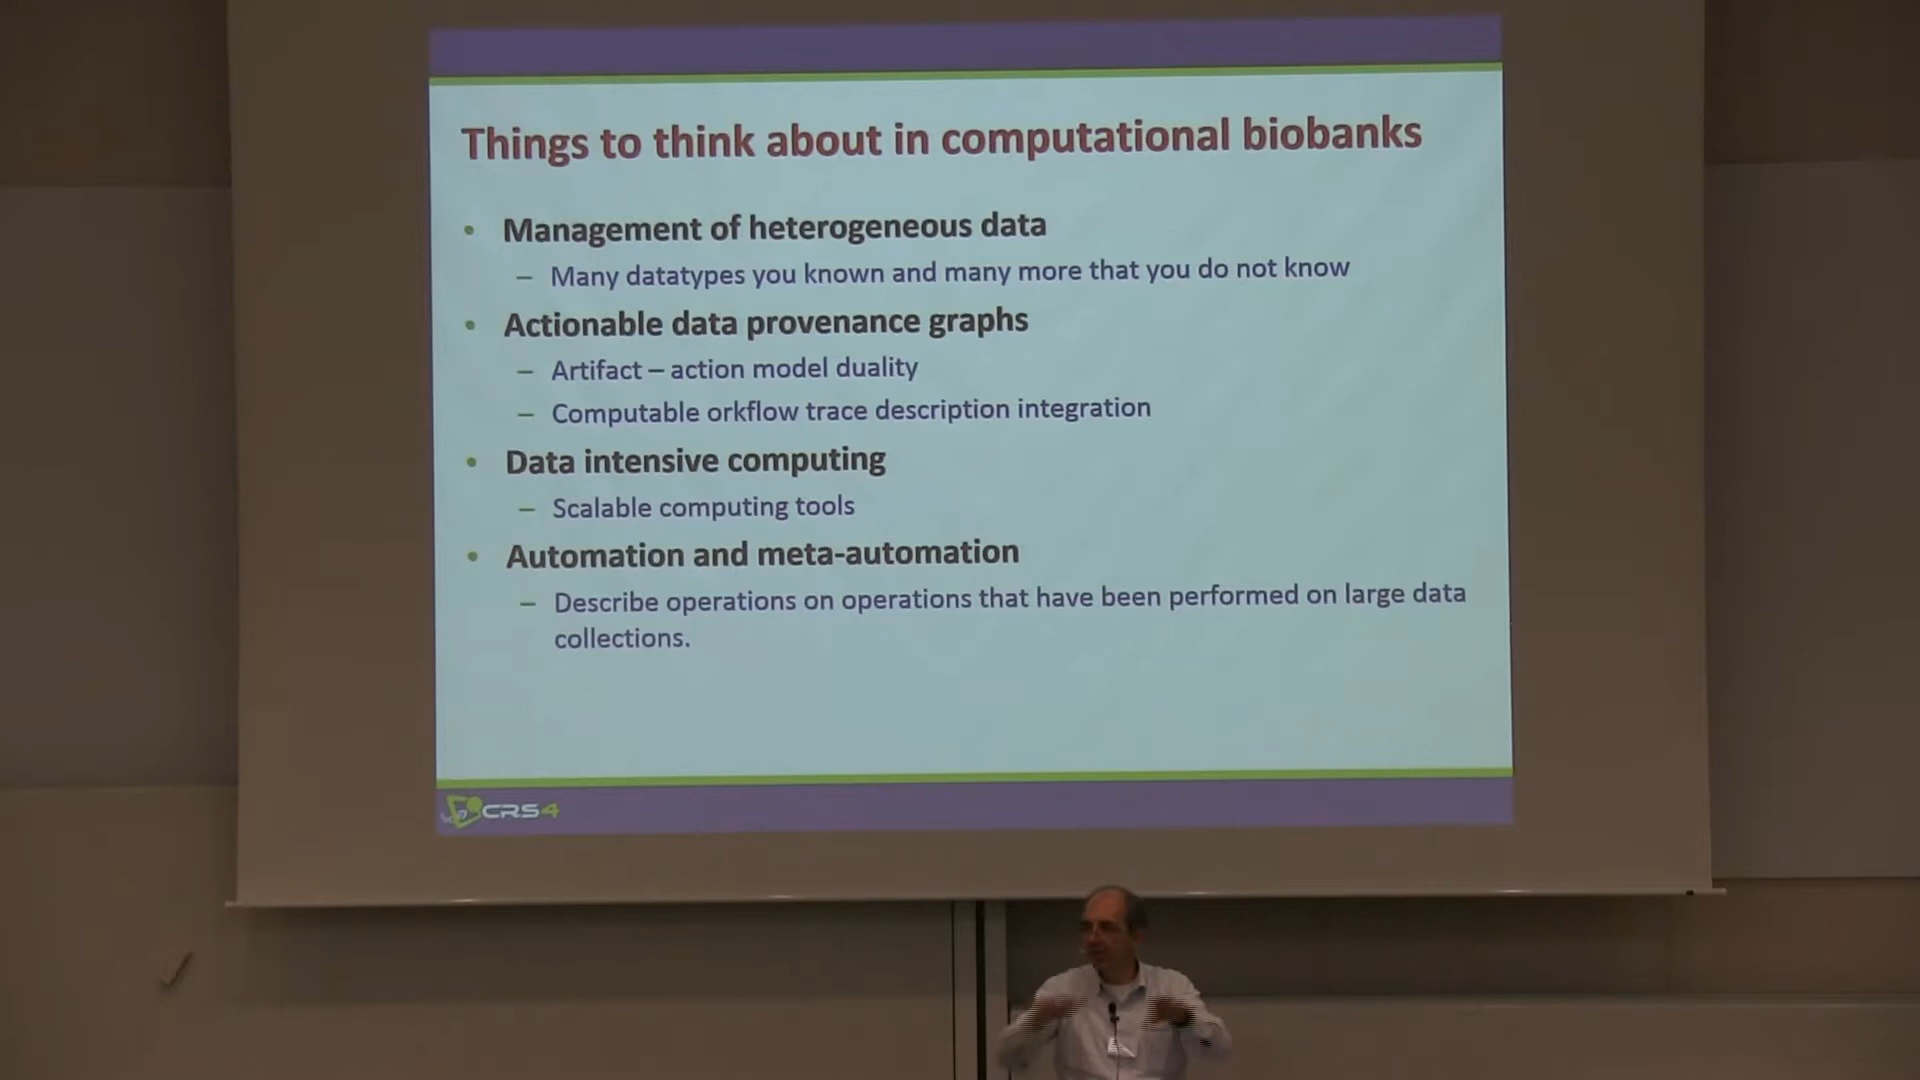 Things to think about in computational biobanks
• Management of heterogeneous data
– Many datatypes you known and many more that you do not know
• Actionable data provenance graphs
– Artifact – action model duality
– Computable orkflow trace description integration
• Data intensive computing
– Scalable computing tools
• Automation and meta-automation
– Describe operations on operations that have been performed on large data
collections.
CRS4